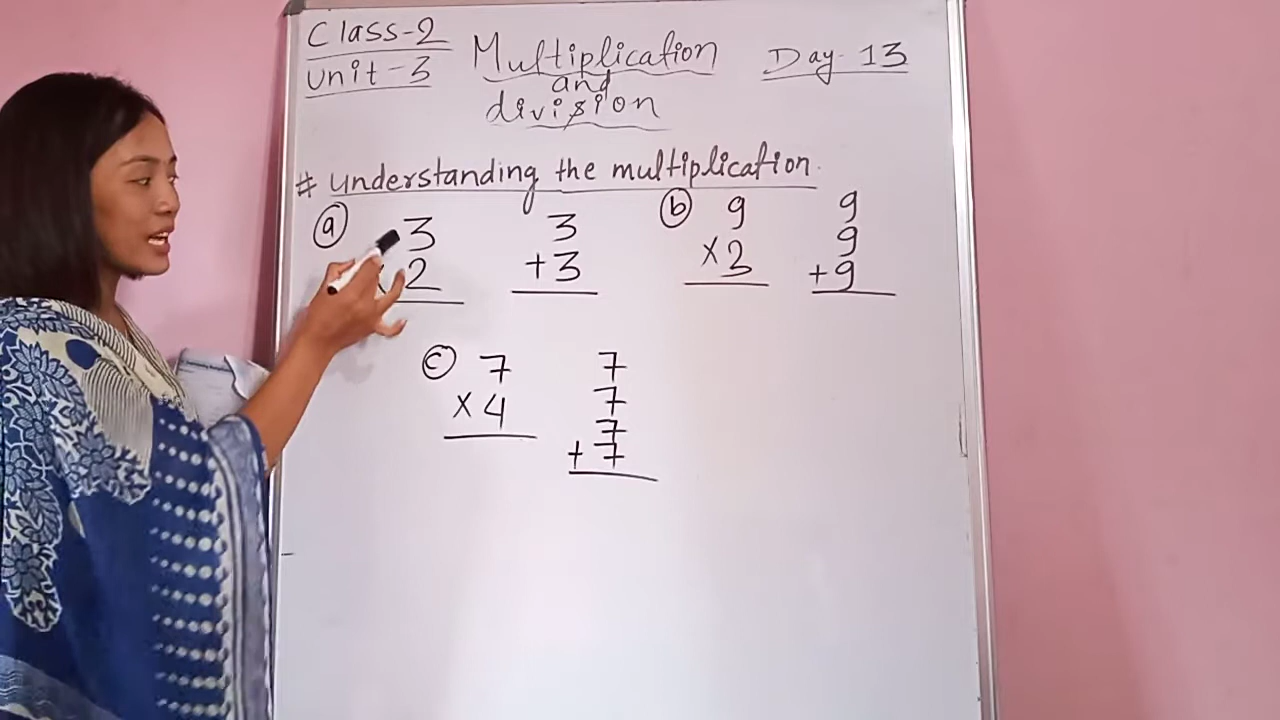 Class-2
Unit-3
Multiplication
and
division
Day-13
# Understanding the multiplication.
(a) 3
× 2
3
+3
(b) 9
×3
9
9
+9
(c) 7
× 4
7
7
7
+7